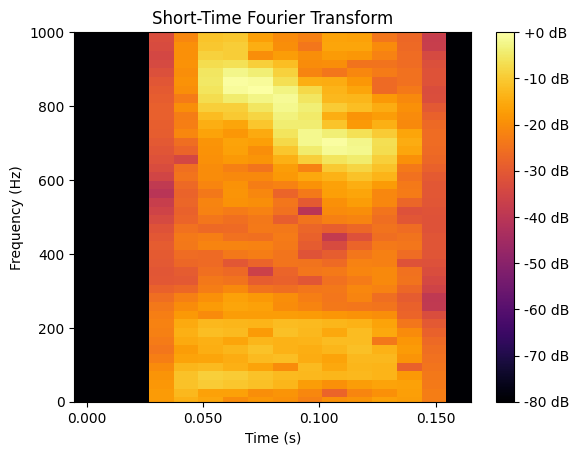 Short-Time Fourier Transform
Frequency (Hz)
1000
800
600
400
200
0
0.000
0.050
0.100
0.150
Time (s)
+0 dB
-10 dB
-20 dB
-30 dB
-40 dB
-50 dB
-60 dB
-70 dB
-80 dB